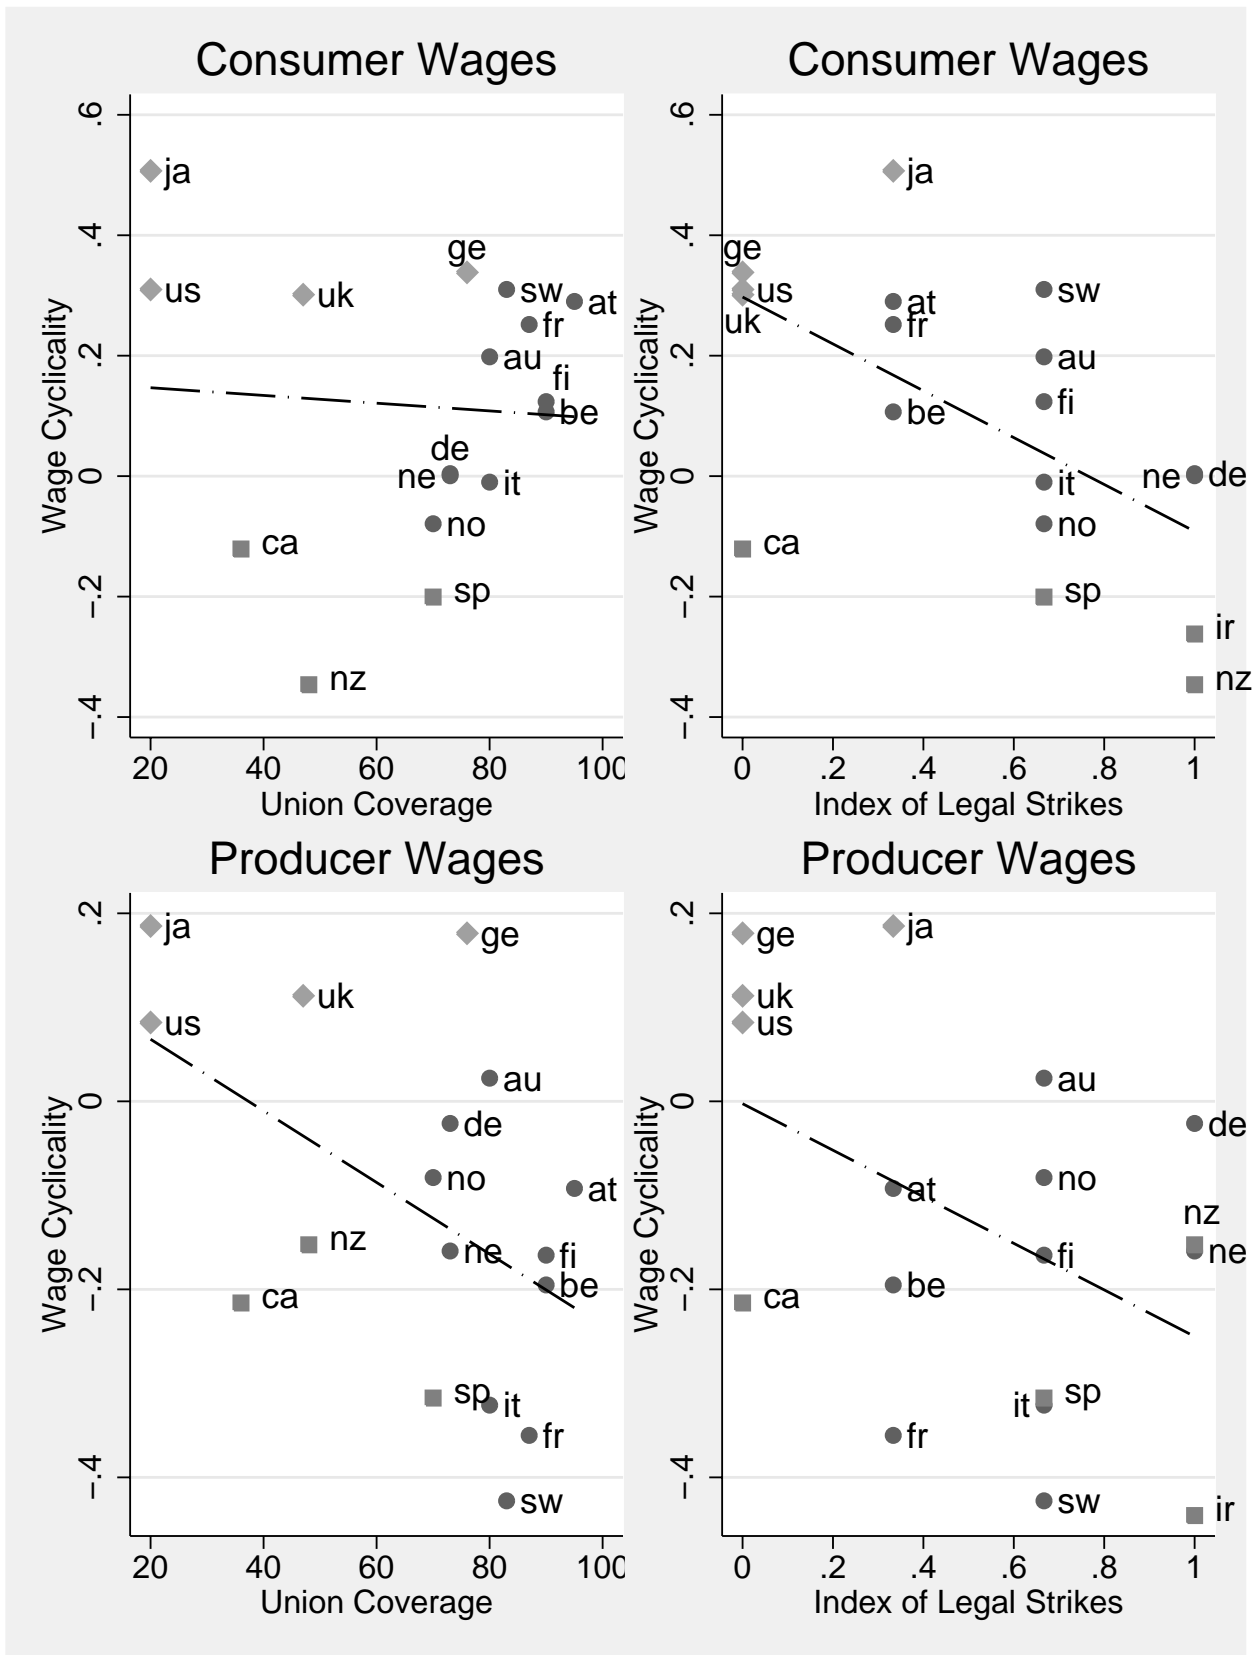 Consumer Wages
Wage Cyclicality
.6
.4
.2
0
−.2
−.4
ja
us
uk
ge
sw
at
fr
au
fi
be
de
ne
it
no
ca
sp
nz
20 40 60 80 100
Union Coverage
Consumer Wages
Wage Cyclicality
.6
.4
.2
0
−.2
−.4
ja
ge
us
uk
at
fr
be
sw
au
fi
it
no
ne
de
ca
sp
ir
nz
0 .2 .4 .6 .8 1
Index of Legal Strikes
Producer Wages
Wage Cyclicality
.2
0
−.2
−.4
ja
ge
uk
us
au
de
no
at
nz
ne
fi
be
ca
sp
it
fr
sw
20 40 60 80 100
Union Coverage
Producer Wages
Wage Cyclicality
.2
0
−.2
−.4
ge
ja
uk
us
au
de
at
no
nz
fi
ne
be
ca
it
sp
fr
sw
ir
0 .2 .4 .6 .8 1
Index of Legal Strikes